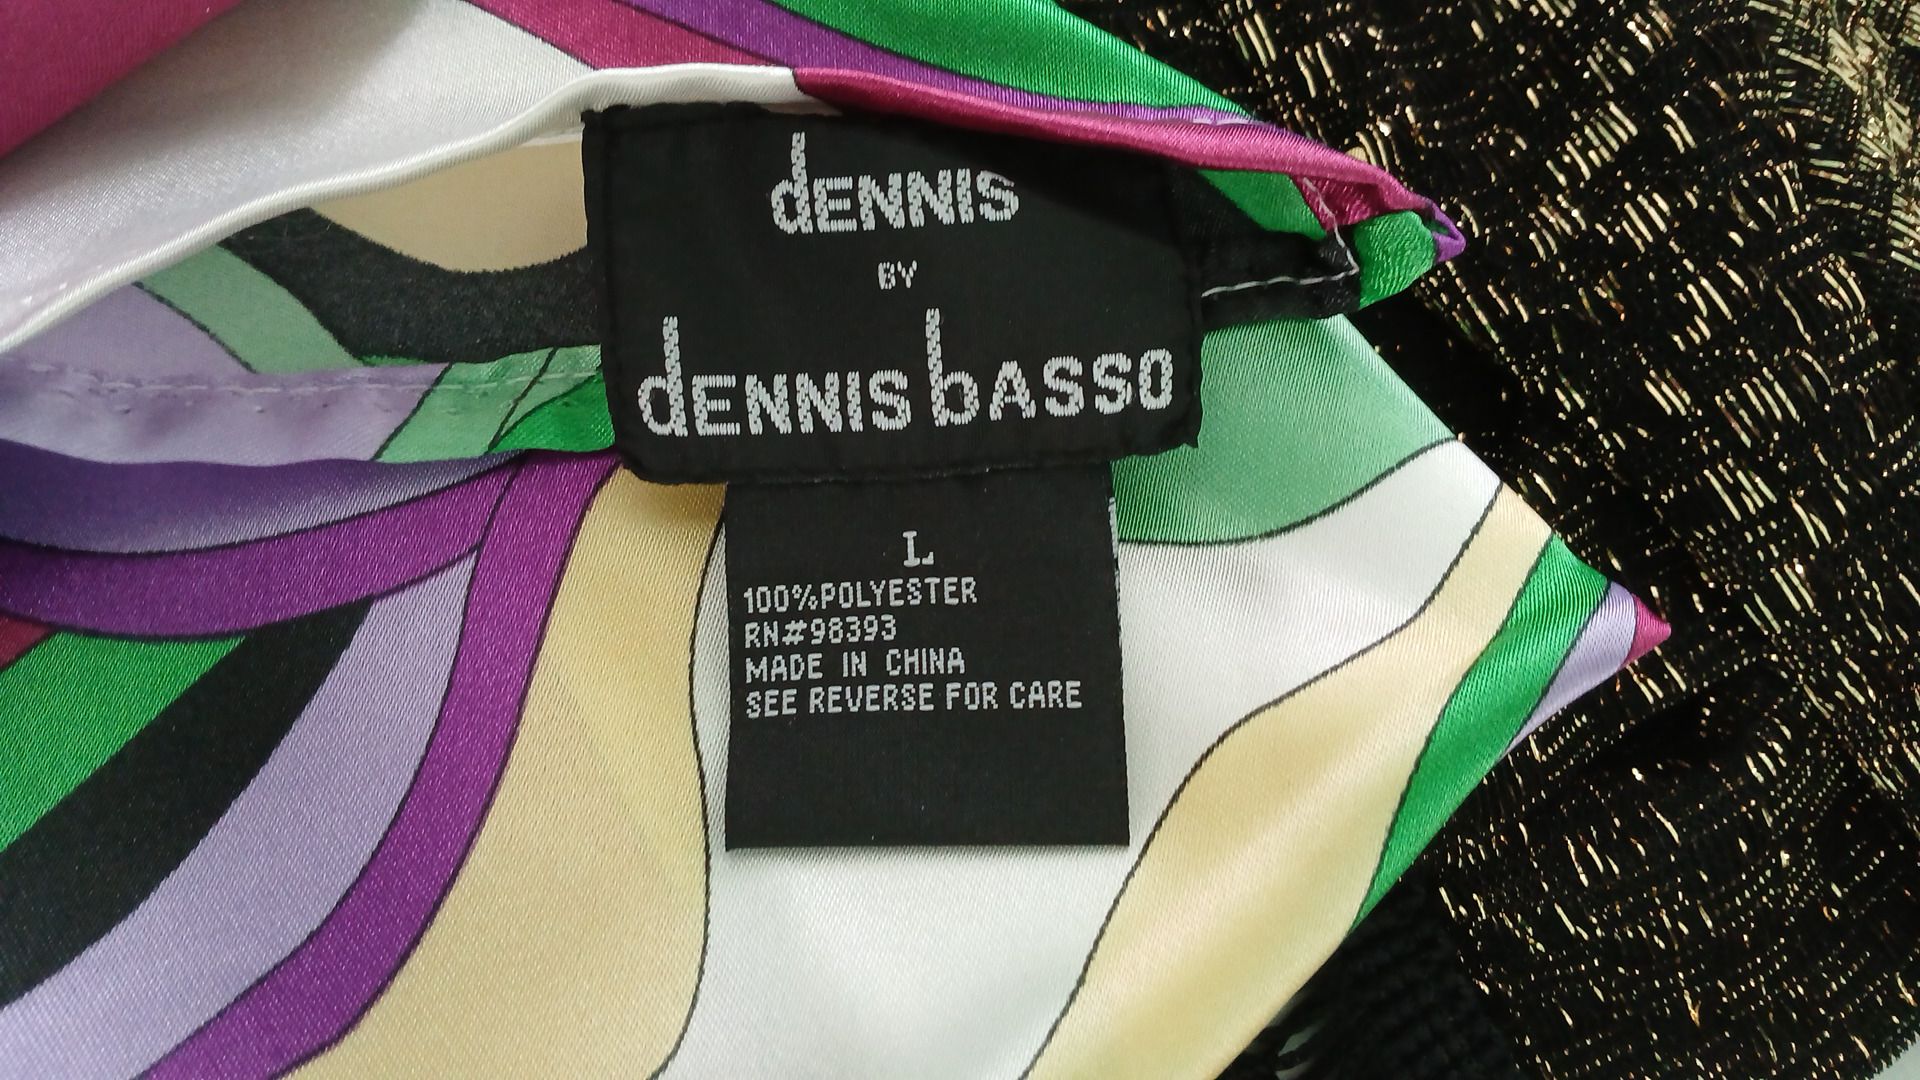 dENNIS
BY
dENNIS bASSO
L
100%POLYESTER
RN#98393
MADE IN CHINA
SEE REVERSE FOR CARE